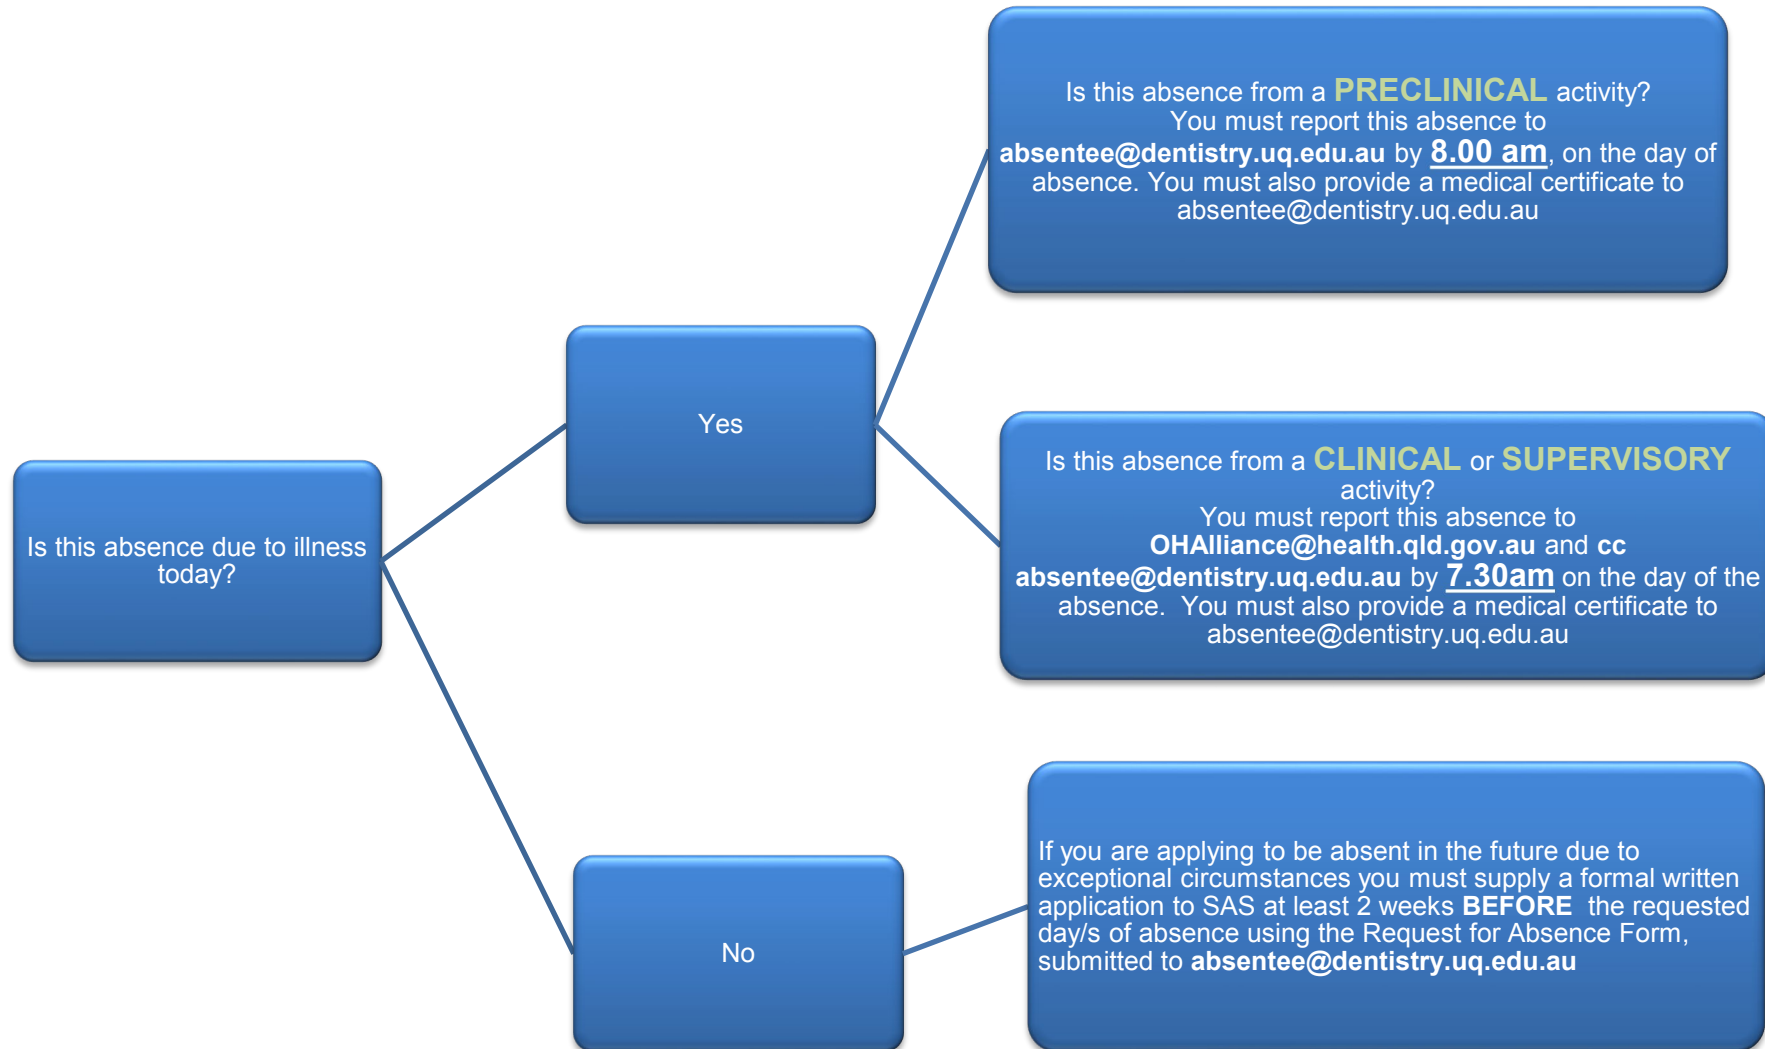 Is this absence due to illness
today?
Yes
Is this absence from a PRECLINICAL activity?
You must report this absence to
absentee@dentistry.uq.edu.au by 8.00 am, on the day of
absence. You must also provide a medical certificate to
absentee@dentistry.uq.edu.au
Is this absence from a CLINICAL or SUPERVISORY
activity?
You must report this absence to
OHAlliance@health.qld.gov.au and cc
absentee@dentistry.uq.edu.au by 7.30am on the day of the
absence. You must also provide a medical certificate to
absentee@dentistry.uq.edu.au
No
If you are applying to be absent in the future due to
exceptional circumstances you must supply a formal written
application to SAS at least 2 weeks BEFORE the requested
day/s of absence using the Request for Absence Form,
submitted to absentee@dentistry.uq.edu.au